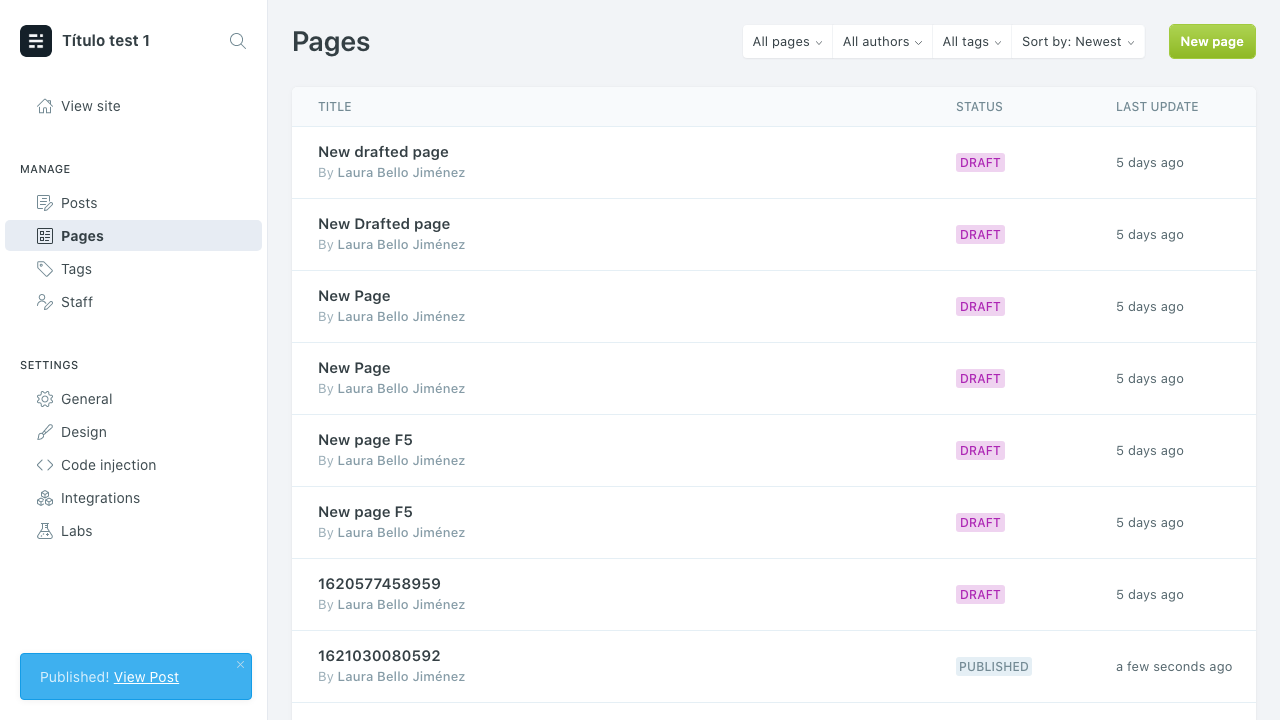 Título test 1
View site
MANAGE
Posts
Pages
Tags
Staff
SETTINGS
General
Design
Code injection
Integrations
Labs
Published! View Post
Pages
All pages
All authors
All tags
Sort by: Newest
New page
TITLE STATUS LAST UPDATE
New drafted page
By Laura Bello Jiménez
DRAFT
5 days ago
New Drafted page
By Laura Bello Jiménez
DRAFT
5 days ago
New Page
By Laura Bello Jiménez
DRAFT
5 days ago
New Page
By Laura Bello Jiménez
DRAFT
5 days ago
New page F5
By Laura Bello Jiménez
DRAFT
5 days ago
New page F5
By Laura Bello Jiménez
DRAFT
5 days ago
1620577458959
By Laura Bello Jiménez
DRAFT
5 days ago
1621030080592
By Laura Bello Jiménez
PUBLISHED
a few seconds ago